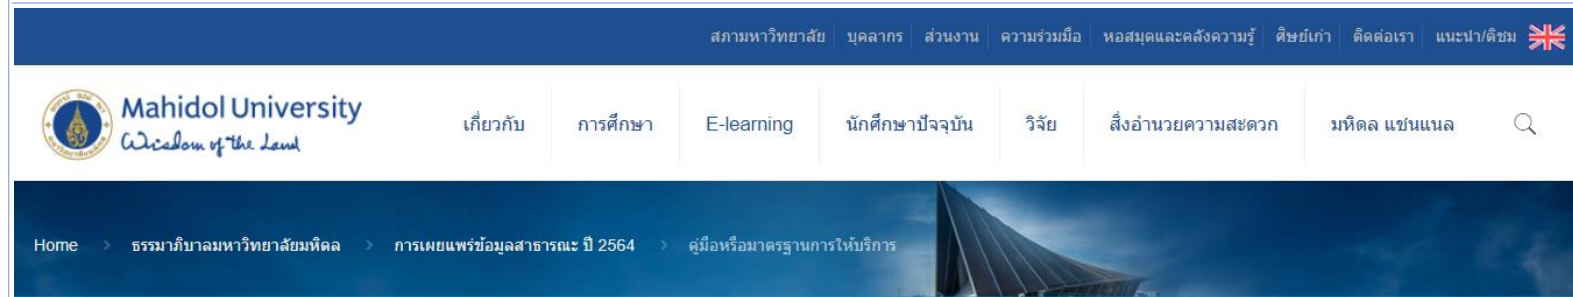 สภามหาวิทยาลัย บุคลากร ส่วนงาน ความร่วมมือ หอสมุดและคลังความรู้ ศิษย์เก่า ติดต่อเรา แนะนำ/ติชม
Mahidol University
Wisdom of the Land
เกี่ยวกับ การศึกษา E-learning นักศึกษาปัจจุบัน วิจัย สิ่งอำนวยความสะดวก มหิดล แชนแนล
Home > ธรรมาภิบาลมหาวิทยาลัยมหิดล > การเผยแพร่ข้อมูลสาธารณะ ปี 2564 > คู่มือหรือมาตรฐานการให้บริการ